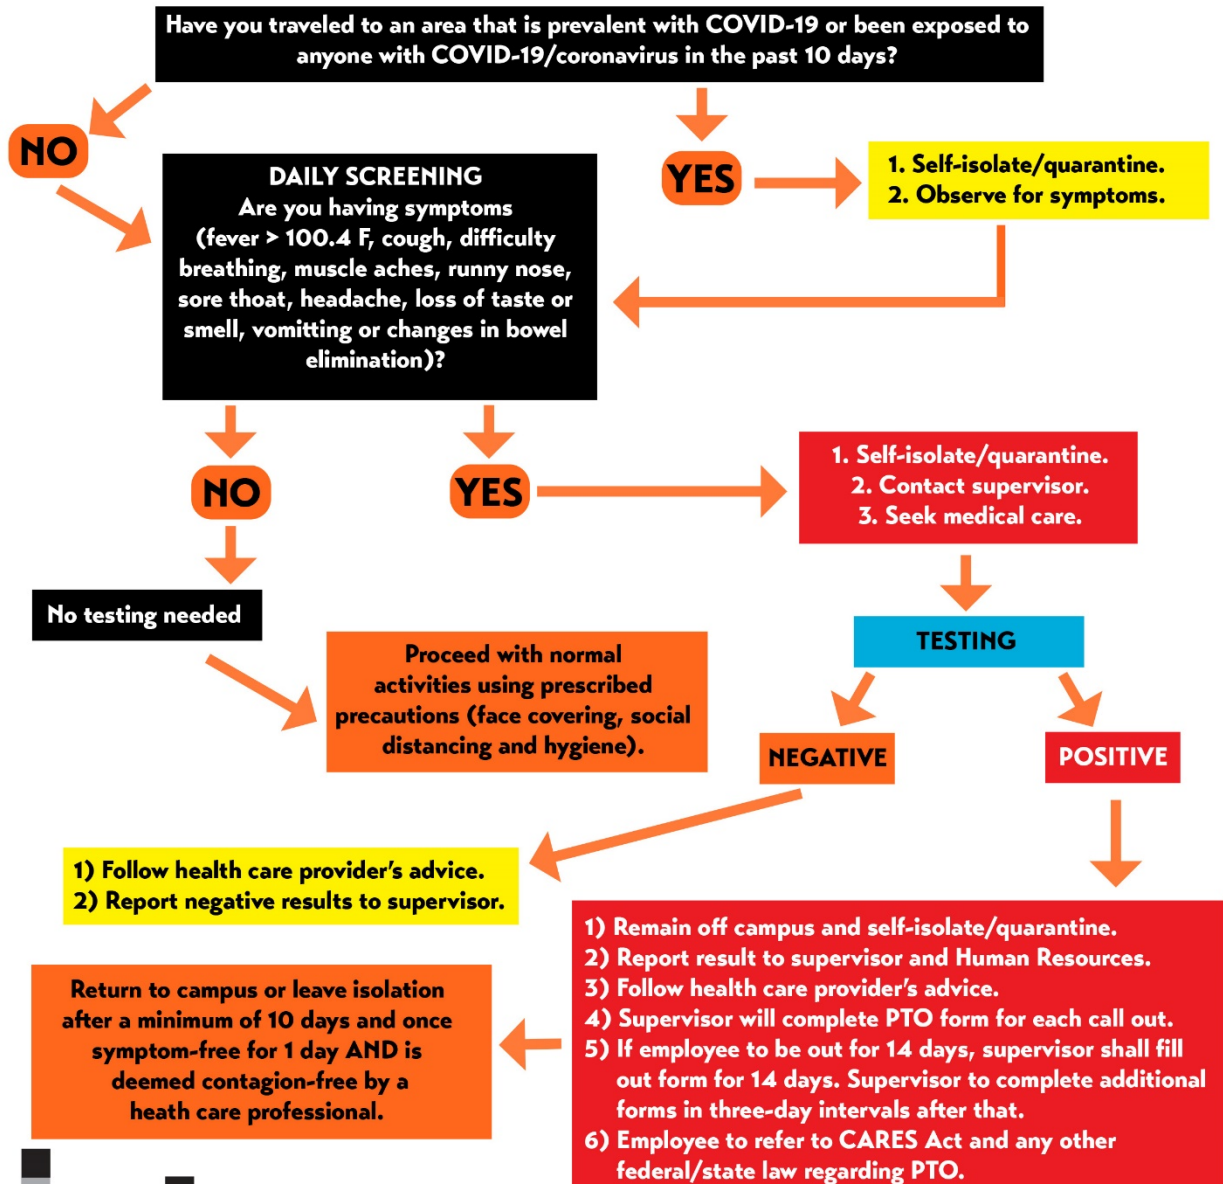 Have you traveled to an area that is prevalent with COVID-19 or been exposed to
anyone with COVID-19/coronavirus in the past 10 days?
NO
YES
1. Self-isolate/quarantine.
2. Observe for symptoms.
DAILY SCREENING
Are you having symptoms
(fever > 100.4 F, cough, difficulty
breathing, muscle aches, runny nose,
sore thoat, headache, loss of taste or
smell, vomitting or changes in bowel
elimination)?
NO
YES
1. Self-isolate/quarantine.
2. Contact supervisor.
3. Seek medical care.
No testing needed
Proceed with normal
activities using prescribed
precautions (face covering, social
distancing and hygiene).
TESTING
NEGATIVE
POSITIVE
1) Follow health care provider's advice.
2) Report negative results to supervisor.
1) Remain off campus and self-isolate/quarantine.
2) Report result to supervisor and Human Resources.
3) Follow health care provider's advice.
4) Supervisor will complete PTO form for each call out.
5) If employee to be out for 14 days, supervisor shall fill
out form for 14 days. Supervisor to complete additional
forms in three-day intervals after that.
6) Employee to refer to CARES Act and any other
federal/state law regarding PTO.
Return to campus or leave isolation
after a minimum of 10 days and once
symptom-free for 1 day AND is
deemed contagion-free by a
heath care professional.